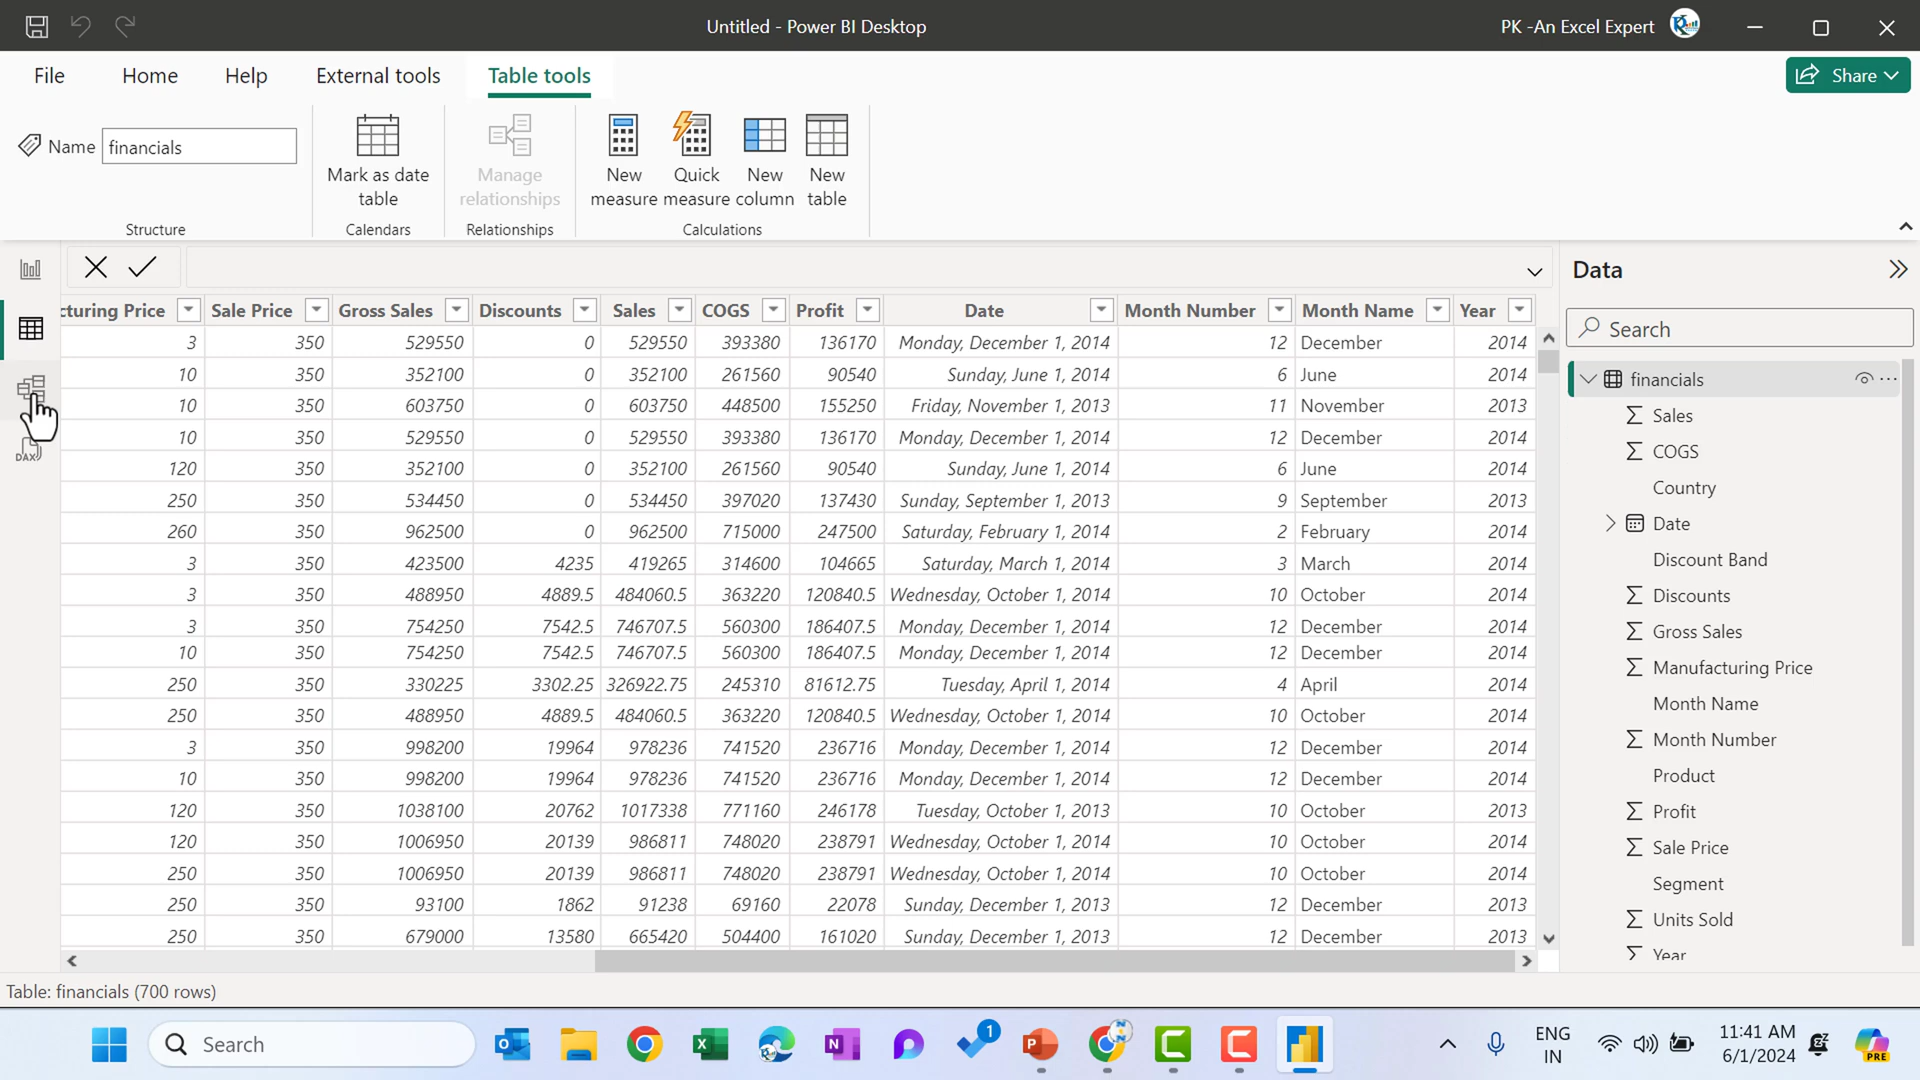 Untitled - Power BI Desktop
PK -An Excel Expert
File Home Help External tools Table tools
Share
Name financials
Mark as date table
Manage relationships
New measure
Quick measure
New column
New table
Structure Calendars Relationships Calculations
cturing Price Sale Price Gross Sales Discounts Sales COGS Profit Date Month Number Month Name Year
3 350 529550 0 529550 393380 136170 Monday, December 1, 2014 12 December 2014
10 350 352100 0 352100 261560 90540 Sunday, June 1, 2014 6 June 2014
10 350 603750 0 603750 448500 155250 Friday, November 1, 2013 11 November 2013
10 350 529550 0 529550 393380 136170 Monday, December 1, 2014 12 December 2014
120 350 352100 0 352100 261560 90540 Sunday, June 1, 2014 6 June 2014
250 350 534450 0 534450 397020 137430 Sunday, September 1, 2013 9 September 2013
260 350 962500 0 962500 715000 247500 Saturday, February 1, 2014 2 February 2014
3 350 423500 4235 419265 314600 104665 Saturday, March 1, 2014 3 March 2014
3 350 488950 4889.5 484060.5 363220 120840.5 Wednesday, October 1, 2014 10 October 2014
3 350 754250 7542.5 746707.5 560300 186407.5 Monday, December 1, 2014 12 December 2014
10 350 754250 7542.5 746707.5 560300 186407.5 Monday, December 1, 2014 12 December 2014
250 350 330225 3302.25 326922.75 245310 81612.75 Tuesday, April 1, 2014 4 April 2014
250 350 488950 4889.5 484060.5 363220 120840.5 Wednesday, October 1, 2014 10 October 2014
3 350 998200 19964 978236 741520 236716 Monday, December 1, 2014 12 December 2014
10 350 998200 19964 978236 741520 236716 Monday, December 1, 2014 12 December 2014
120 350 1038100 20762 1017338 771160 246178 Tuesday, October 1, 2013 10 October 2013
120 350 1006950 20139 986811 748020 238791 Wednesday, October 1, 2014 10 October 2014
250 350 1006950 20139 986811 748020 238791 Wednesday, October 1, 2014 10 October 2014
250 350 93100 1862 91238 69160 22078 Sunday, December 1, 2013 12 December 2013
250 350 679000 13580 665420 504400 161020 Sunday, December 1, 2013 12 December 2013
DAX
Data
Search
financials
Sales
COGS
Country
Date
Discount Band
Discounts
Gross Sales
Manufacturing Price
Month Name
Month Number
Product
Profit
Sale Price
Segment
Units Sold
Year
Table: financials (700 rows)
Search
1
ENG
IN
11:41 AM
6/1/2024
PRE